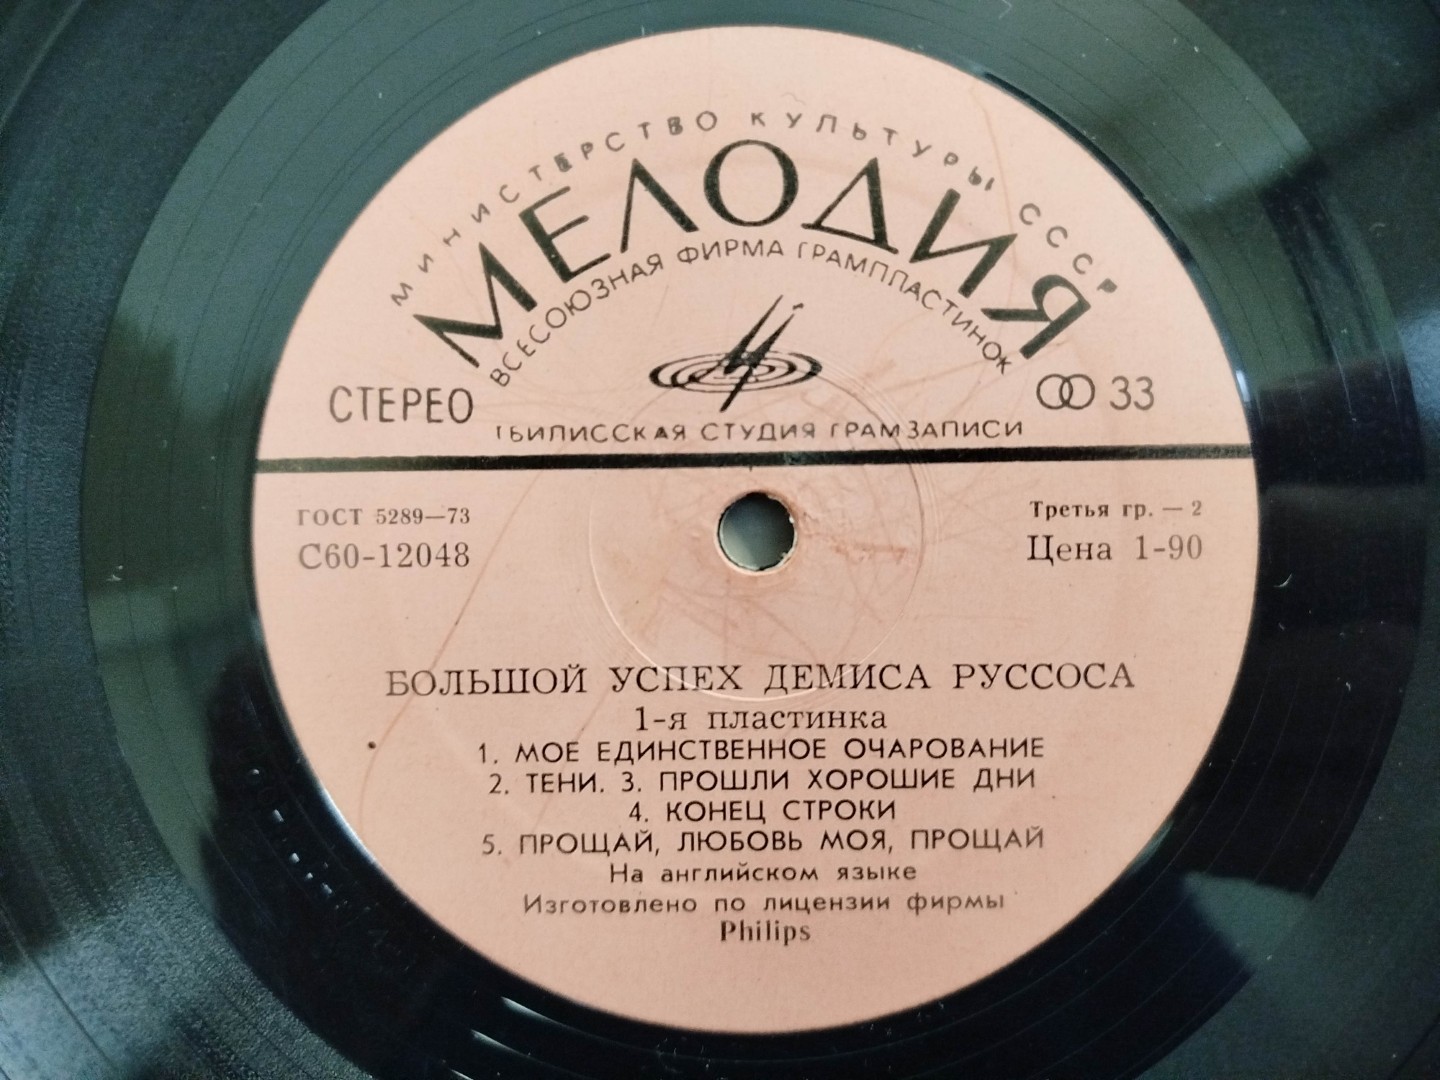 МИНИСТЕРСТВО КУЛЬТУРЫ СССР
МЕЛОДИЯ
ВСЕСОЮЗНАЯ ФИРМА ГРАМПЛАСТИНОК
СТЕРЕО
33
ТБИЛИССКАЯ СТУДИЯ ГРАМЗАПИСИ
ГОСТ 5289—73
С60-12048
Третья гр. — 2
Цена 1-90
БОЛЬШОЙ УСПЕХ ДЕМИСА РУССОСА
1-я пластинка
1. МОЕ ЕДИНСТВЕННОЕ ОЧАРОВАНИЕ
2. ТЕНИ. 3. ПРОШЛИ ХОРОШИЕ ДНИ
4. КОНЕЦ СТРОКИ
5. ПРОЩАЙ, ЛЮБОВЬ МОЯ, ПРОЩАЙ
На английском языке
Изготовлено по лицензии фирмы
Philips